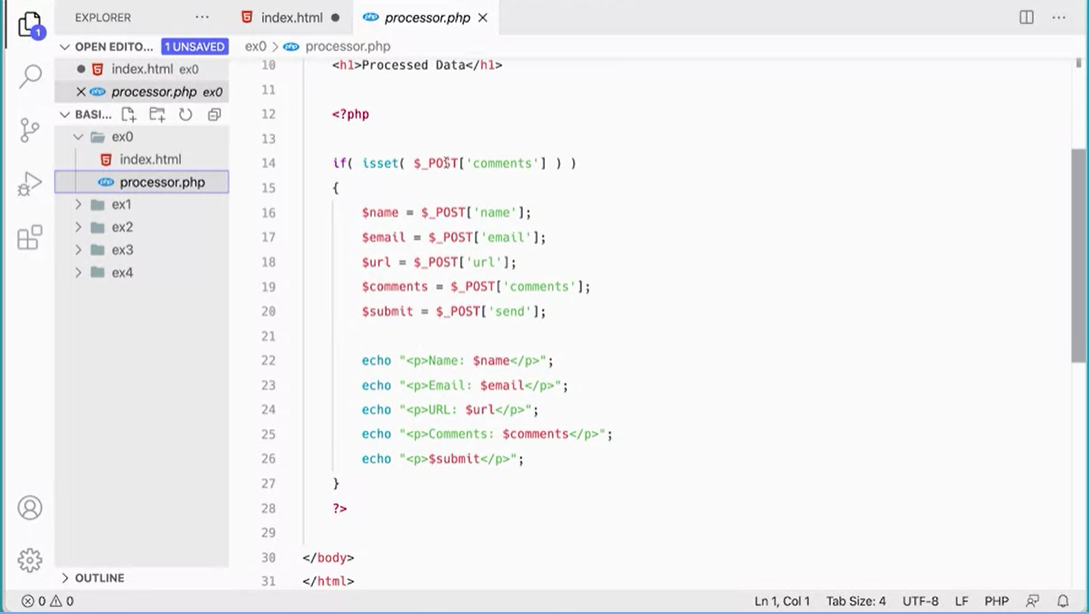 EXPLORER ··· index.html ● processor.php × ···
OPEN EDITO... 1 UNSAVED
ex0 > processor.php
● index.html ex0
× processor.php ex0
BASI...
ex0
index.html
processor.php
ex1
ex2
ex3
ex4
OUTLINE
10 <h1>Processed Data</h1>
11
12 <?php
13
14 if( isset( $_POST['comments'] ) )
15 {
16 $name = $_POST['name'];
17 $email = $_POST['email'];
18 $url = $_POST['url'];
19 $comments = $_POST['comments'];
20 $submit = $_POST['send'];
21
22 echo "<p>Name: $name</p>";
23 echo "<p>Email: $email</p>";
24 echo "<p>URL: $url</p>";
25 echo "<p>Comments: $comments</p>";
26 echo "<p>$submit</p>";
27 }
28 ?>
29
30 </body>
31 </html>
1
0 0 Ln 1, Col 1 Tab Size: 4 UTF-8 LF PHP